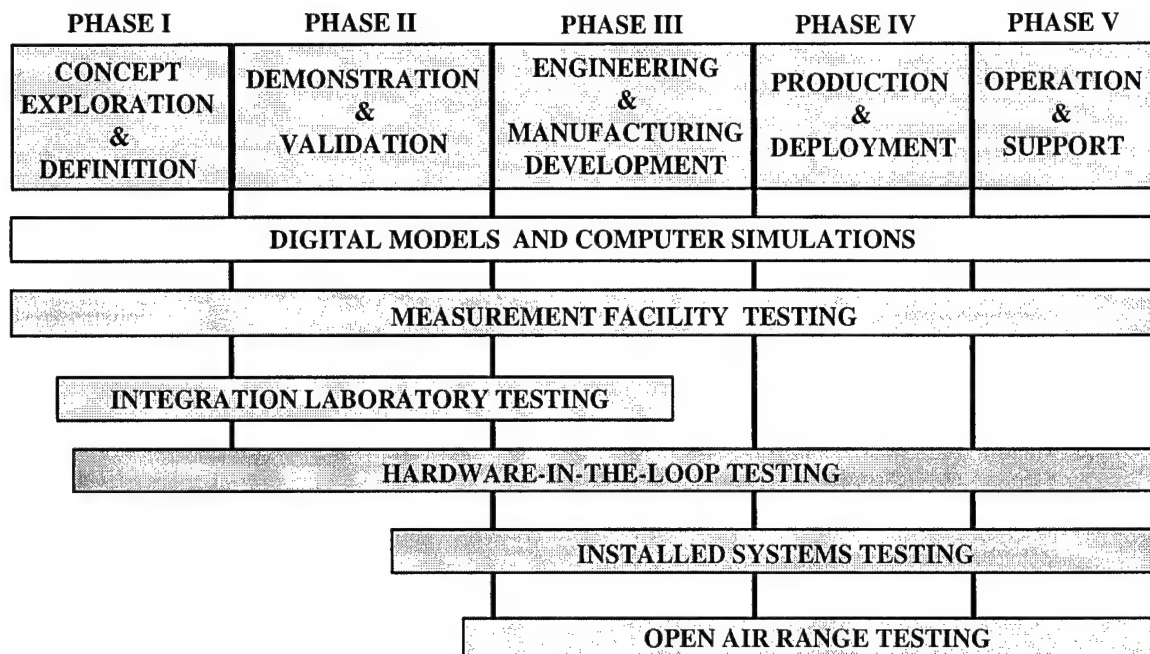 PHASE I PHASE II PHASE III PHASE IV PHASE V
CONCEPT
EXPLORATION
&
DEFINITION
DEMONSTRATION
&
VALIDATION
ENGINEERING
&
MANUFACTURING
DEVELOPMENT
PRODUCTION
&
DEPLOYMENT
OPERATION
&
SUPPORT
DIGITAL MODELS AND COMPUTER SIMULATIONS
MEASUREMENT FACILITY TESTING
INTEGRATION LABORATORY TESTING
HARDWARE-IN-THE-LOOP TESTING
INSTALLED SYSTEMS TESTING
OPEN AIR RANGE TESTING